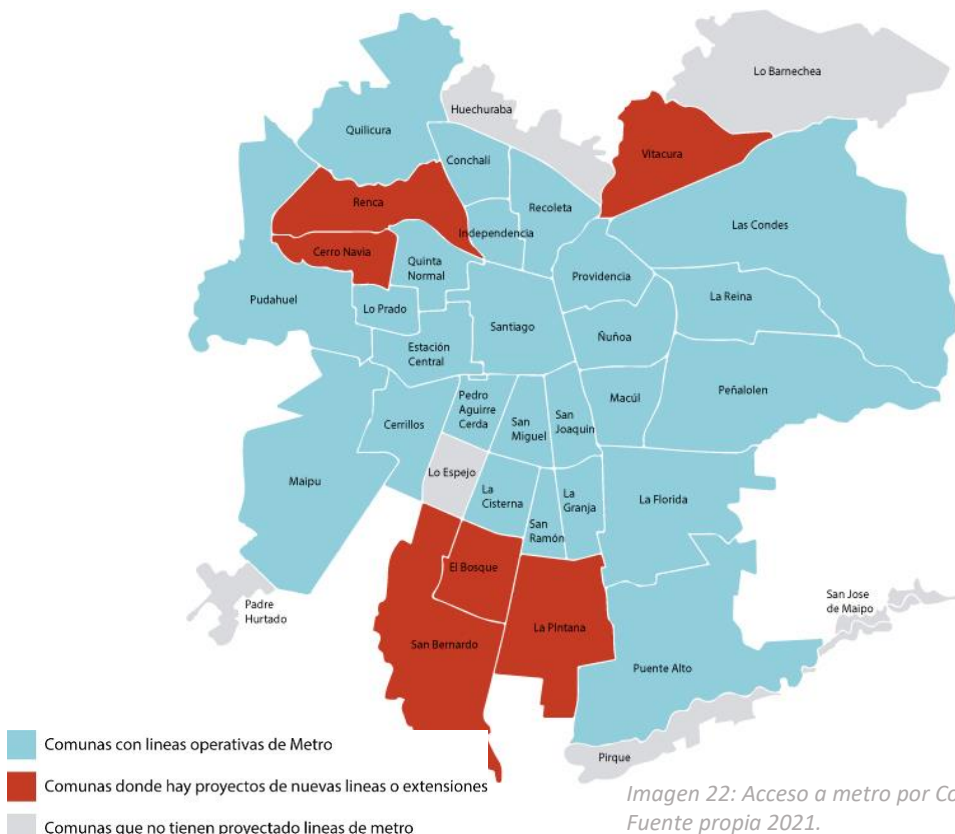 Lo Barnechea
Huechuraba
Quilicura
Vitacura
Conchalí
Renca
Recoleta
Las Condes
Independencia
Cerro Navia
Quinta
Normal
Providencia
Pudahuel
La Reina
Lo Prado
Santiago
Ñuñoa
Estación
Central
Peñalolen
Pedro
Aguirre
Cerda
San
Miguel
San
Joaquin
Macúl
Cerrillos
Lo Espejo
Maipu
La
Cisterna
La
Granja
La Florida
San
Ramón
El Bosque
San Jose
de Maipo
Padre
Hurtado
La PIntana
San Bernardo
Puente Alto
Pirque
Comunas con lineas operativas de Metro
Comunas donde hay proyectos de nuevas lineas o extensiones
Comunas que no tienen proyectado lineas de metro
Imagen 22: Acceso a metro por Co
Fuente propia 2021.